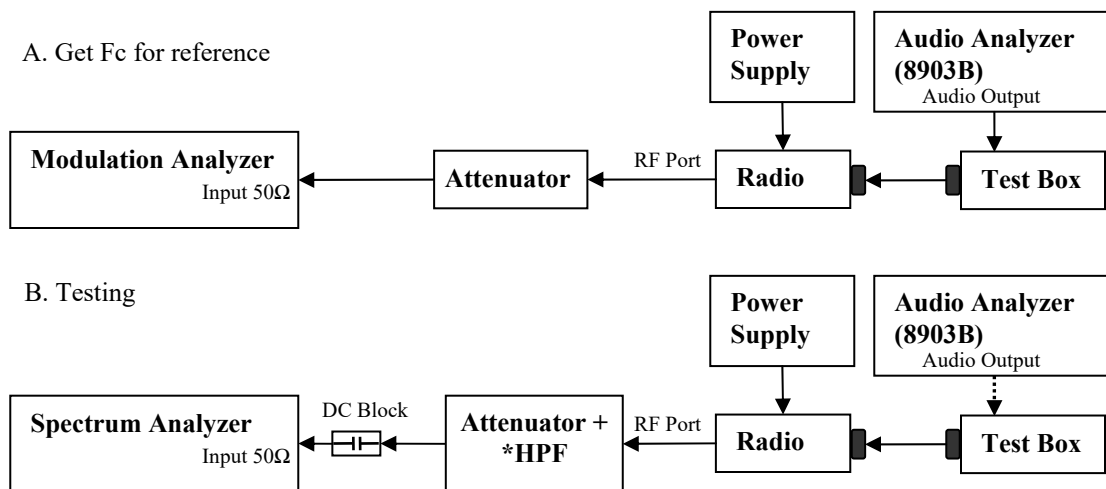 A. Get Fc for reference
Power
Supply
Audio Analyzer
(8903B)
Audio Output
Modulation Analyzer
Input 50Ω
Attenuator
RF Port
Radio
Test Box
B. Testing
Power
Supply
Audio Analyzer
(8903B)
Audio Output
Spectrum Analyzer
Input 50Ω
DC Block
Attenuator +
*HPF
RF Port
Radio
Test Box